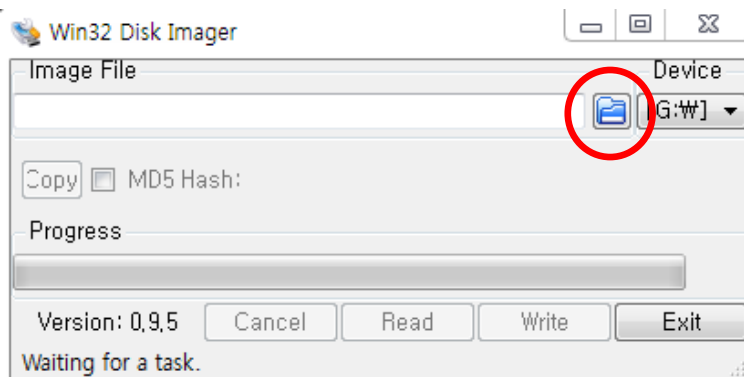 Win32 Disk Imager
Image File
Device
[G:₩]
Copy
MD5 Hash:
Progress
Version: 0,9,5
Cancel
Read
Write
Exit
Waiting for a task.